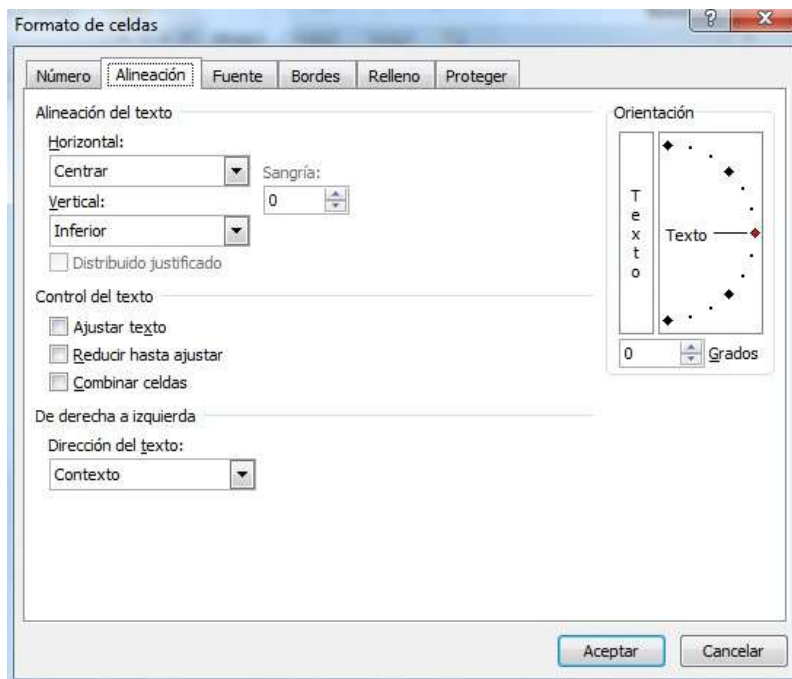 Formato de celdas
?
X
Número Alineación Fuente Bordes Relleno Proteger
Alineación del texto
Horizontal:
Centrar
Sangría:
0
Vertical:
Inferior
Distribuido justificado
Control del texto
Ajustar texto
Reducir hasta ajustar
Combinar celdas
De derecha a izquierda
Dirección del texto:
Contexto
Orientación
Texto
Texto
0 Grados
Aceptar Cancelar